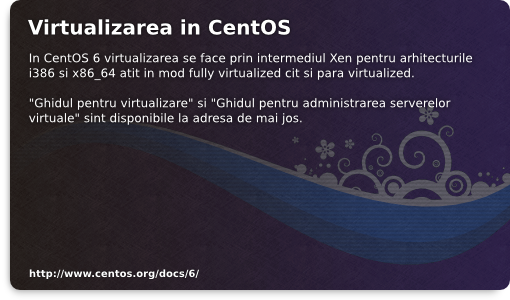 Virtualizarea in CentOS
In CentOS 6 virtualizarea se face prin intermediul Xen pentru arhitecturile
i386 si x86_64 atit in mod fully virtualized cit si para virtualized.
"Ghidul pentru virtualizare" si "Ghidul pentru administrarea serverelor
virtuale" sint disponibile la adresa de mai jos.
http://www.centos.org/docs/6/